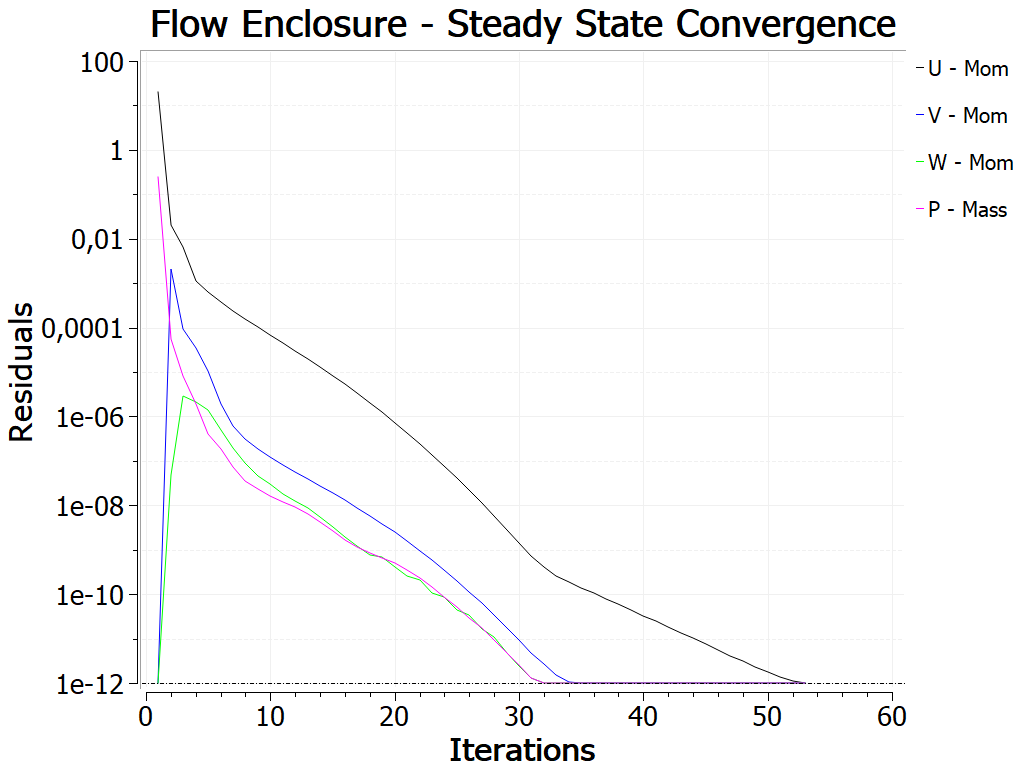 Flow Enclosure - Steady State Convergence
100
1
0,01
0,0001
1e-06
1e-08
1e-10
1e-12
Residuals
0 10 20 30 40 50 60
Iterations
U - Mom
V - Mom
W - Mom
P - Mass